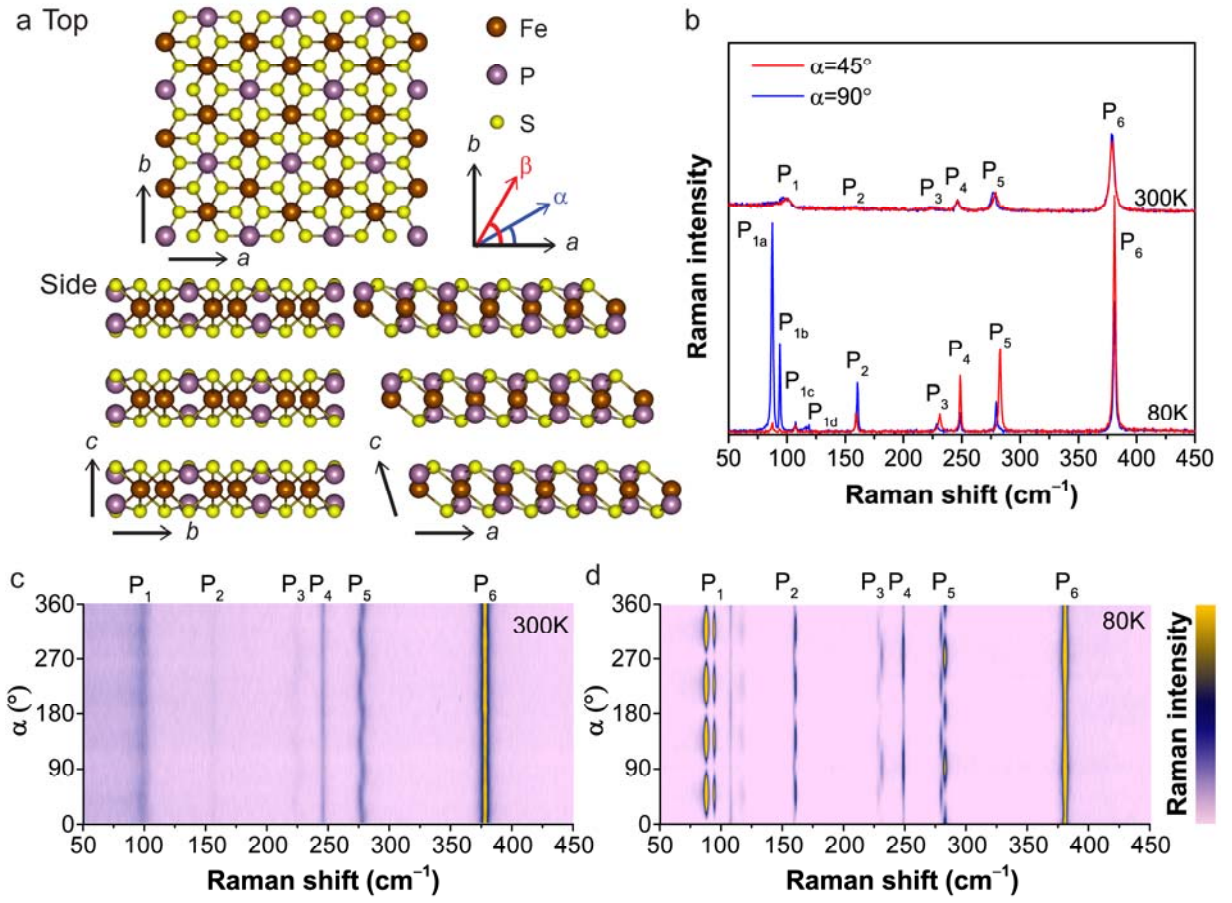 a Top
Fe
P
S
b
a
b
β
α
a
Side
c
b
c
a
b
α=45°
α=90°
P₁
P₂
P₃
P₄
P₅
P₆
300K
P₁ₐ
P₁b
P₁c
P₁d
P₂
P₃
P₄
P₅
P₆
80K
Raman intensity
50 100 150 200 250 300 350 400 450
Raman shift (cm⁻¹)
c
P₁ P₂ P₃ P₄ P₅ P₆
300K
360
270
180
90
0
α (°)
50 100 150 200 250 300 350 400 450
Raman shift (cm⁻¹)
d
P₁ P₂ P₃ P₄ P₅ P₆
80K
360
270
180
90
0
α (°)
50 100 150 200 250 300 350 400 450
Raman shift (cm⁻¹)
Raman intensity